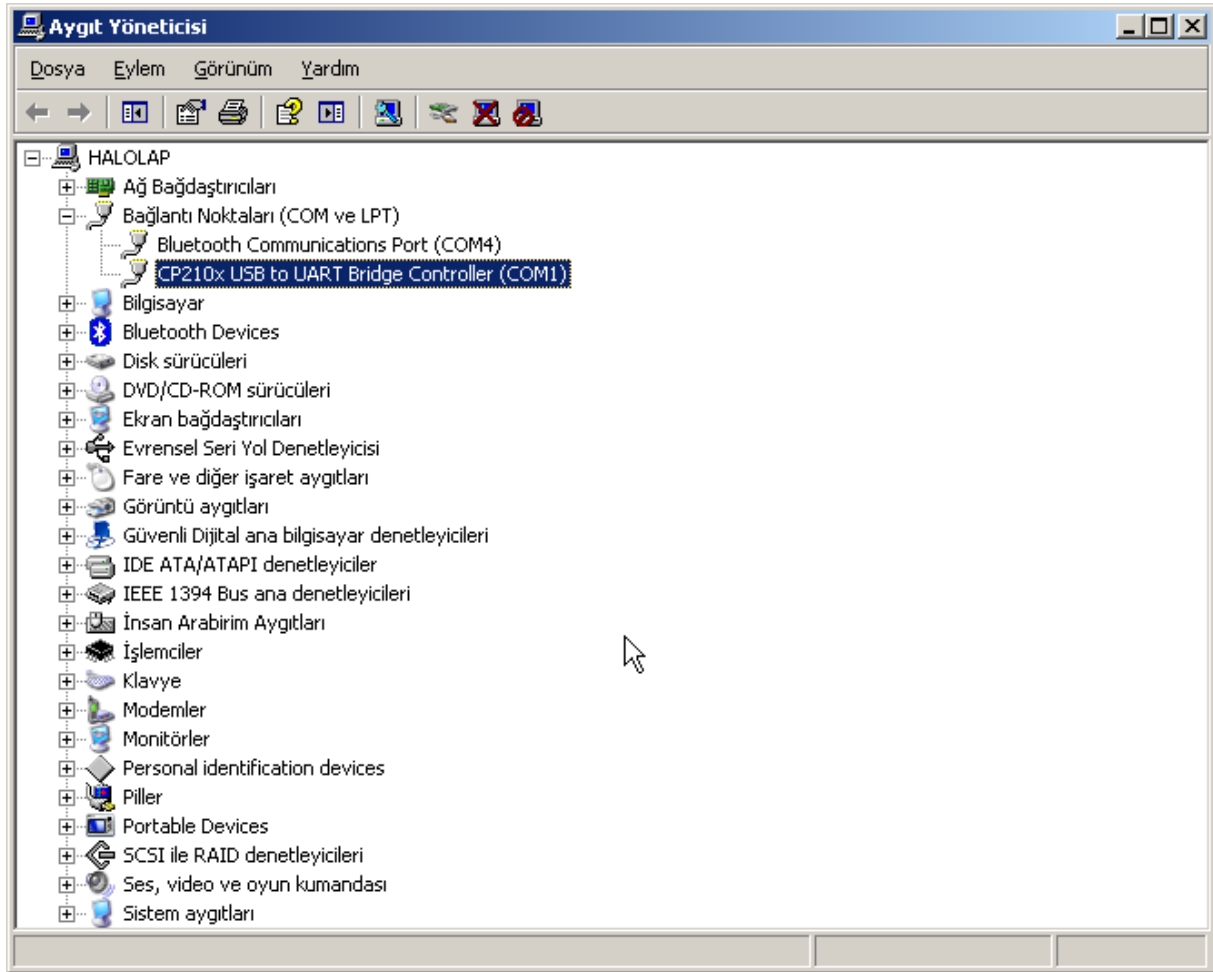 Aygıt Yöneticisi
Dosya Eylem Görünüm Yardım
HALOLAP
Ağ Bağdaştırıcıları
Bağlantı Noktaları (COM ve LPT)
Bluetooth Communications Port (COM4)
CP210x USB to UART Bridge Controller (COM1)
Bilgisayar
Bluetooth Devices
Disk sürücüleri
DVD/CD-ROM sürücüleri
Ekran bağdaştırıcıları
Evrensel Seri Yol Denetleyicisi
Fare ve diğer işaret aygıtları
Görüntü aygıtları
Güvenli Dijital ana bilgisayar denetleyicileri
IDE ATA/ATAPI denetleyiciler
IEEE 1394 Bus ana denetleyicileri
İnsan Arabirim Aygıtları
İşlemciler
Klavye
Modemler
Monitörler
Personal identification devices
Piller
Portable Devices
SCSI ile RAID denetleyicileri
Ses, video ve oyun kumandası
Sistem aygıtları